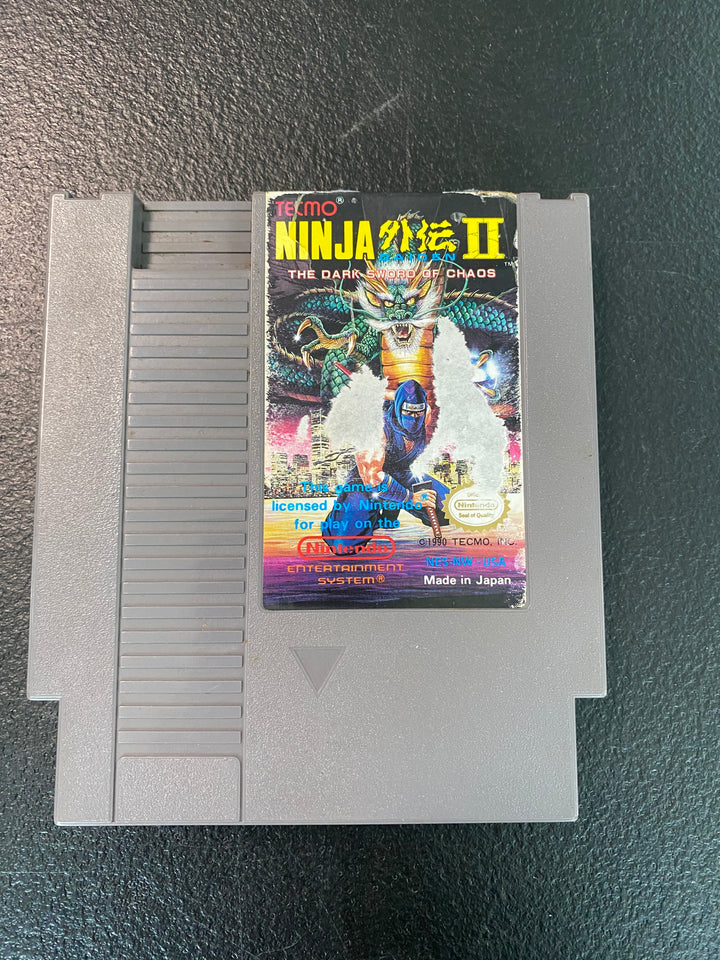 TECMO®
NINJA 外伝 II
GAIDEN
™
THE DARK SWORD OF CHAOS
This game is
licensed by Nintendo®
for play on the
Nintendo
ENTERTAINMENT
SYSTEM®
Nintendo
Seal of Quality
©1990 TECMO, INC.
NES-NW-USA
Made in Japan